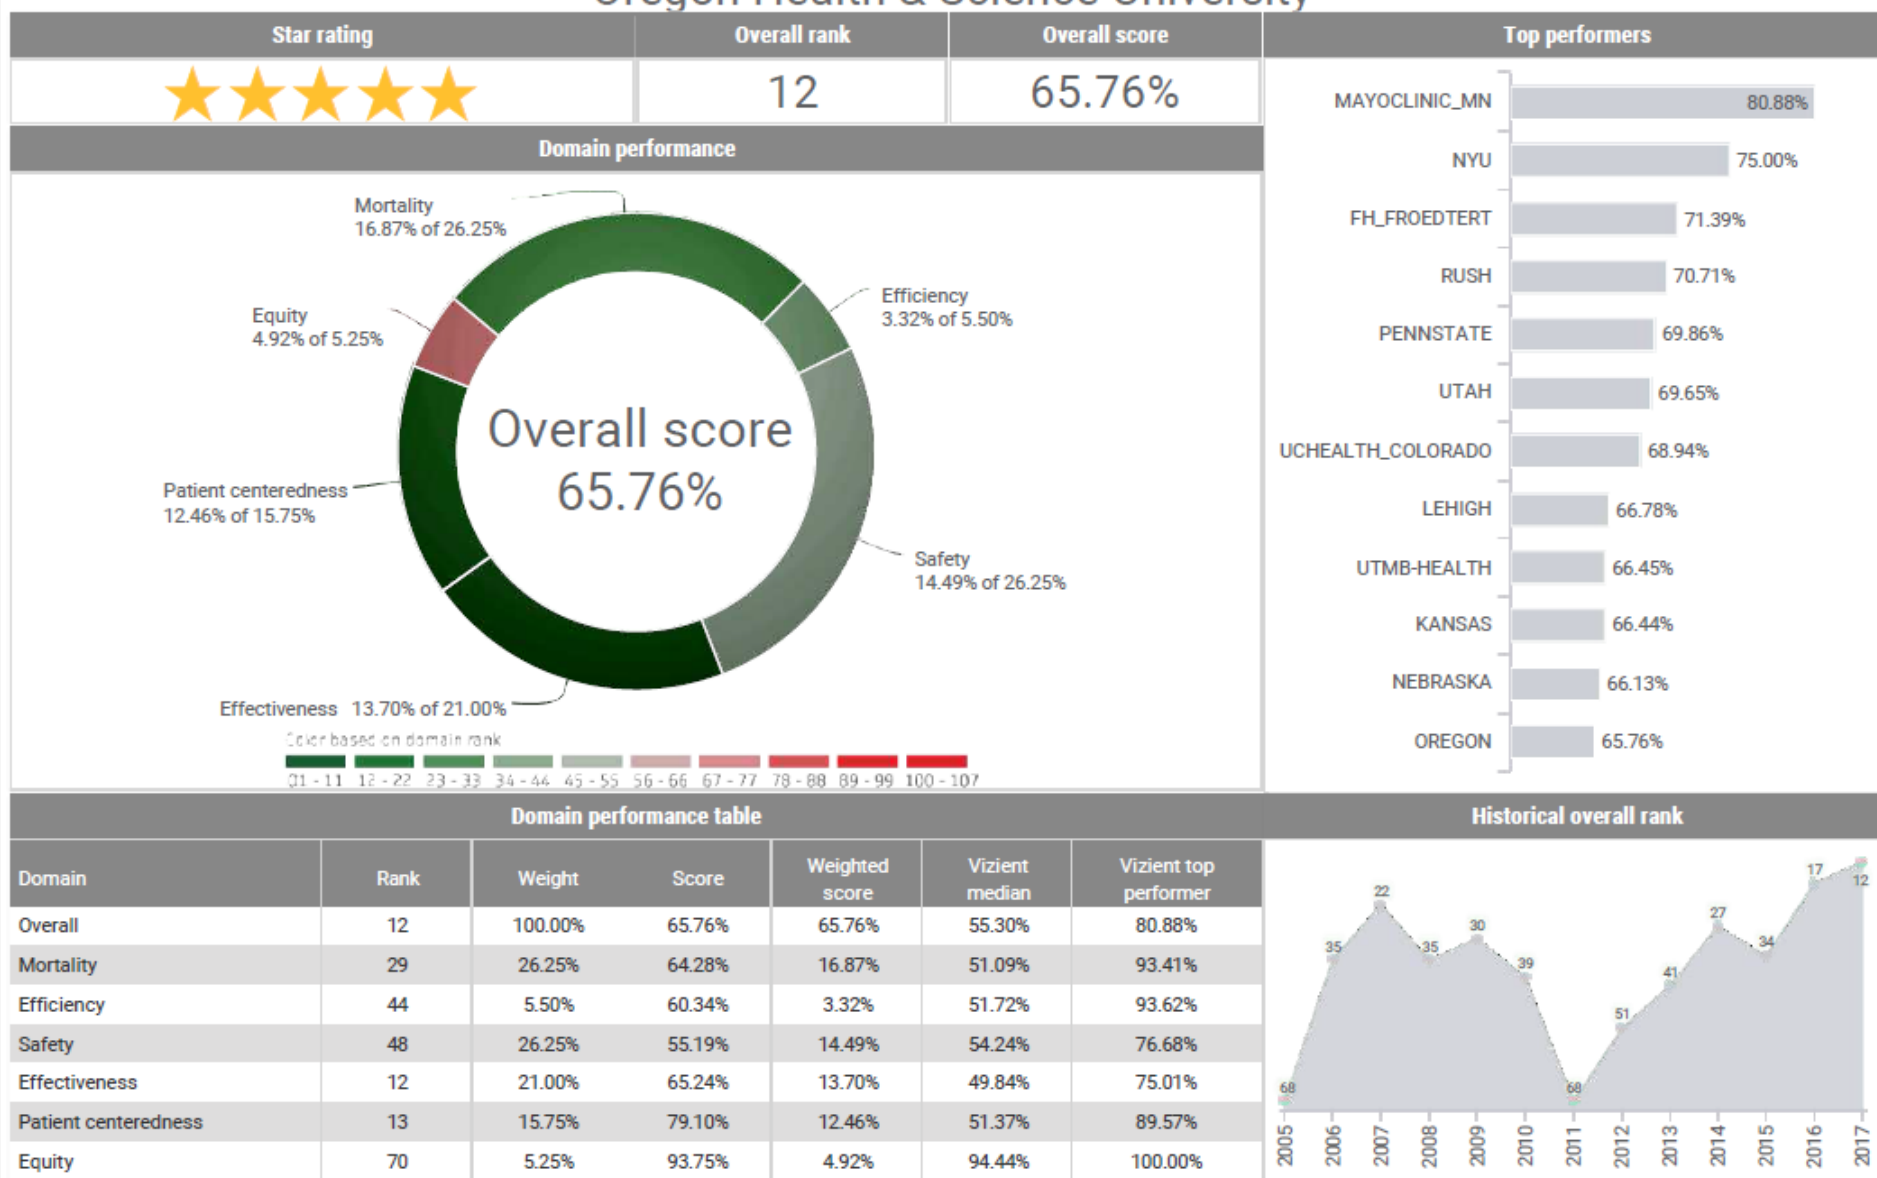 Oregon Health & Science University
Star rating
Overall rank
Overall score
Top performers
12
65.76%
Domain performance
Mortality
16.87% of 26.25%
Efficiency
3.32% of 5.50%
Equity
4.92% of 5.25%
Overall score
65.76%
Patient centeredness
12.46% of 15.75%
Safety
14.49% of 26.25%
Effectiveness 13.70% of 21.00%
Color based on domain rank
01 - 11 12 - 22 23 - 33 34 - 44 45 - 55 56 - 66 67 - 77 78 - 88 89 - 99 100 - 107
MAYOCLINIC_MN 80.88%
NYU 75.00%
FH_FROEDTERT 71.39%
RUSH 70.71%
PENNSTATE 69.86%
UTAH 69.65%
UCHEALTH_COLORADO 68.94%
LEHIGH 66.78%
UTMB-HEALTH 66.45%
KANSAS 66.44%
NEBRASKA 66.13%
OREGON 65.76%
Domain performance table
Domain Rank Weight Score Weighted score Vizient median Vizient top performer
Overall 12 100.00% 65.76% 65.76% 55.30% 80.88%
Mortality 29 26.25% 64.28% 16.87% 51.09% 93.41%
Efficiency 44 5.50% 60.34% 3.32% 51.72% 93.62%
Safety 48 26.25% 55.19% 14.49% 54.24% 76.68%
Effectiveness 12 21.00% 65.24% 13.70% 49.84% 75.01%
Patient centeredness 13 15.75% 79.10% 12.46% 51.37% 89.57%
Equity 70 5.25% 93.75% 4.92% 94.44% 100.00%
Historical overall rank
68 35 22 35 30 39 68 51 41 27 34 17 12
2005 2006 2007 2008 2009 2010 2011 2012 2013 2014 2015 2016 2017